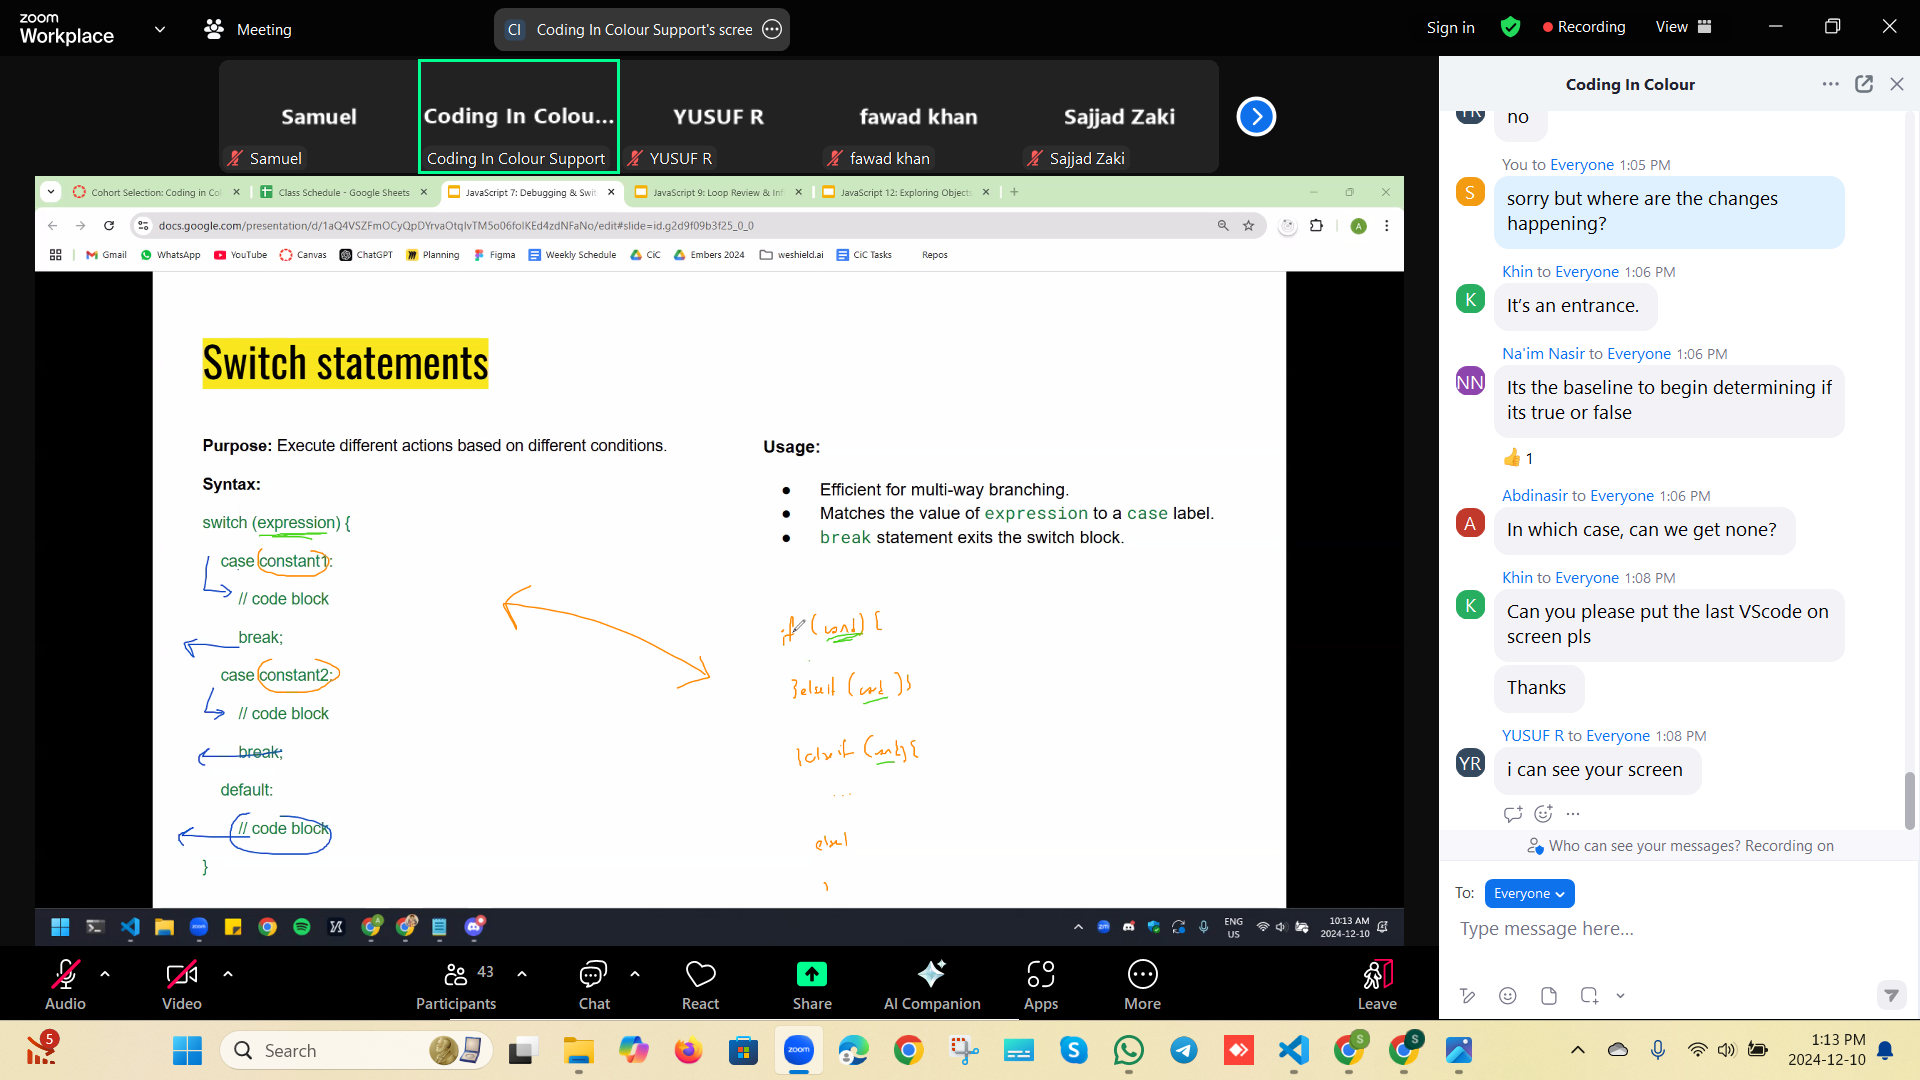 zoom
Workplace
Meeting
CI Coding In Colour Support's scree
Sign in
Recording
View
Samuel
Coding In Colou...
YUSUF R
fawad khan
Sajjad Zaki
Samuel
Coding In Colour Support
YUSUF R
fawad khan
Sajjad Zaki
Cohort Selection: Coding in Co
Class Schedule - Google Sheets
JavaScript 7: Debugging & Swit
JavaScript 9: Loop Review & Inf
JavaScript 12: Exploring Objects
docs.google.com/presentation/d/1aQ4VSZFmOCyQpDYrvaOtqIvTM5o06folKEd4zdNFaNo/edit#slide=id.g2d9f09b3f25_0_0
A
Gmail
WhatsApp
YouTube
Canvas
ChatGPT
Planning
Figma
Weekly Schedule
CiC
Embers 2024
weshield.ai
CiC Tasks
Repos
Switch statements
Purpose: Execute different actions based on different conditions.
Syntax:
switch (expression) {
case constant1:
// code block
break;
case constant2:
// code block
break;
default:
// code block
}
Usage:
● Efficient for multi-way branching.
● Matches the value of expression to a case label.
● break statement exits the switch block.
if (cond) {
}elseif (cond) }
}elseif (cond) {
...
else
}
ENG
US
10:13 AM
2024-12-10
Coding In Colour
YR
no
You to Everyone 1:05 PM
S
sorry but where are the changes
happening?
Khin to Everyone 1:06 PM
K
It's an entrance.
Na'im Nasir to Everyone 1:06 PM
NN
Its the baseline to begin determining if
its true or false
1
Abdinasir to Everyone 1:06 PM
A
In which case, can we get none?
Khin to Everyone 1:08 PM
K
Can you please put the last VScode on
screen pls
Thanks
YUSUF R to Everyone 1:08 PM
YR
i can see your screen
Who can see your messages? Recording on
To: Everyone
Type message here...
Audio
Video
Participants
43
Chat
React
Share
AI Companion
Apps
More
Leave
5
Search
zoom
S
S
1:13 PM
2024-12-10